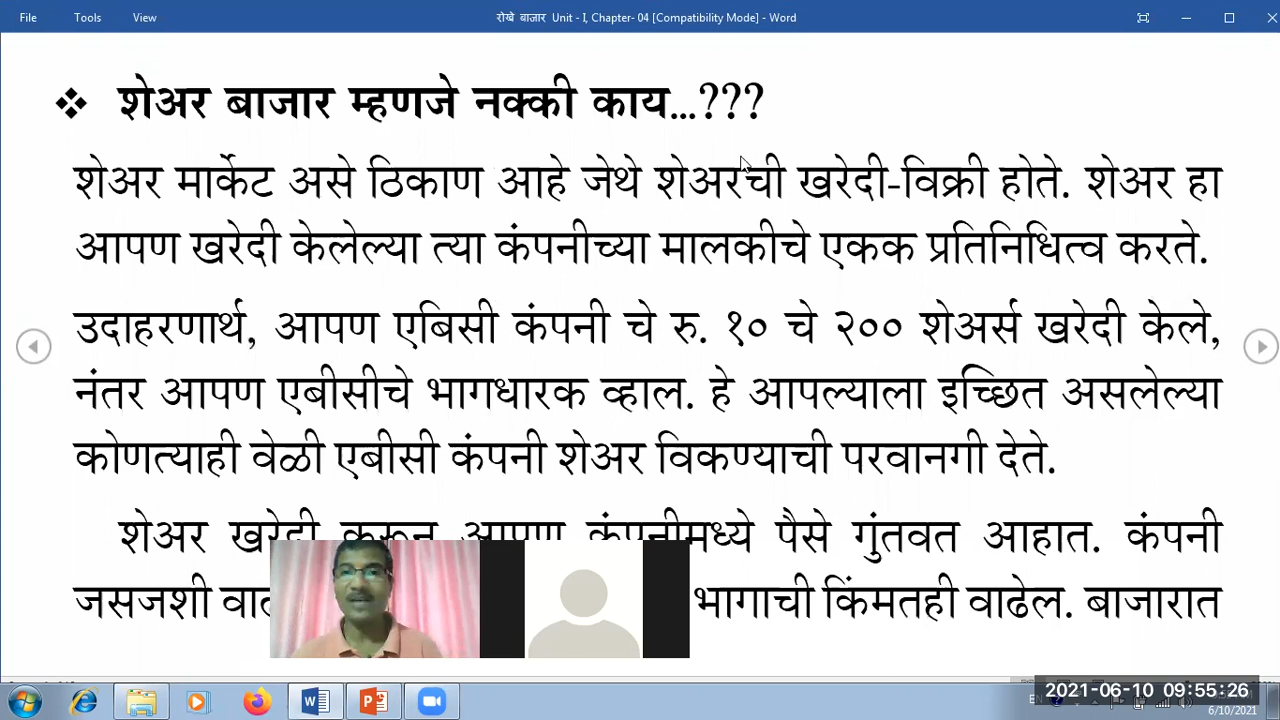 File Tools View रोखे बाजार Unit - I, Chapter- 04 [Compatibility Mode] - Word
❖ शेअर बाजार म्हणजे नक्की काय...???
शेअर मार्केट असे ठिकाण आहे जेथे शेअरची खरेदी-विक्री होते. शेअर हा
आपण खरेदी केलेल्या त्या कंपनीच्या मालकीचे एकक प्रतिनिधित्व करते.
उदाहरणार्थ, आपण एबिसी कंपनी चे रु. १० चे २०० शेअर्स खरेदी केले,
नंतर आपण एबीसीचे भागधारक व्हाल. हे आपल्याला इच्छित असलेल्या
कोणत्याही वेळी एबीसी कंपनी शेअर विकण्याची परवानगी देते.
शेअर खरेदी करून आपण कंपनीमध्ये पैसे गुंतवत आहात. कंपनी
जसजशी भागाची किंमतही वाढेल. बाजारात
2021-06-10 09:55:26
6/10/2021